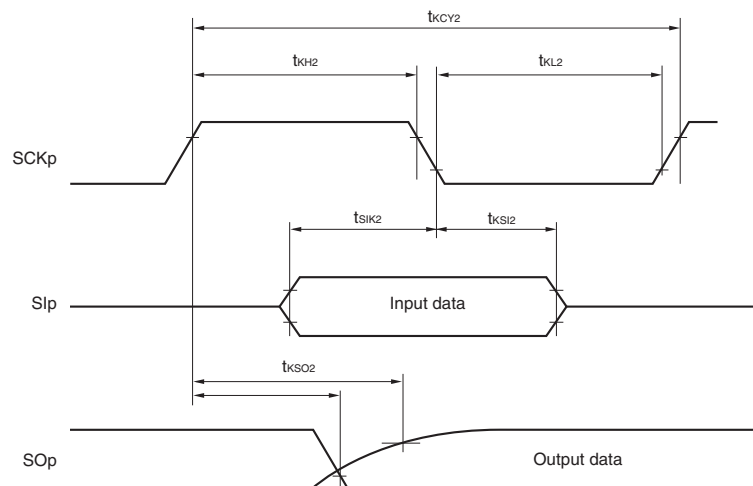 tKCY2
tKH2
tKL2
SCKp
tSIK2
tKSI2
SIp
Input data
tKSO2
SOp
Output data